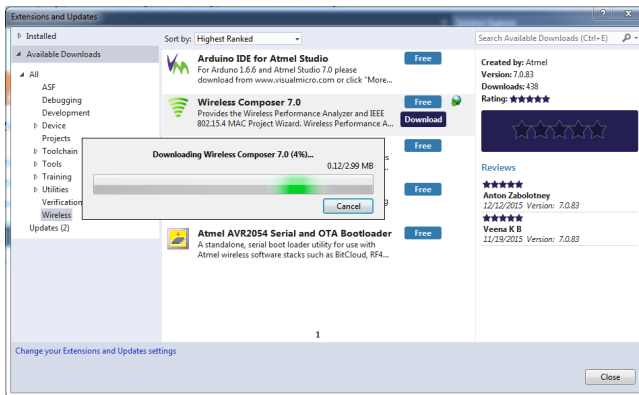 Extensions and Updates
Installed
Available Downloads
All
ASF
Debugging
Development
Device
Projects
Toolchain
Tools
Training
Utilities
Verification
Wireless
Updates (2)
Sort by: Highest Ranked
Arduino IDE for Atmel Studio
Free
For Arduino 1.6.6 and Atmel Studio 7.0 please
download from www.visualmicro.com or click "More...
Wireless Composer 7.0
Free
Provides the Wireless Performance Analyzer and IEEE
802.15.4 MAC Project Wizard. Wireless Performance A...
Download
Free
Downloading Wireless Composer 7.0 (4%)...
0.12/2.99 MB
Cancel
Free
Atmel AVR2054 Serial and OTA Bootloader
Free
A standalone, serial boot loader utility for use with
Atmel wireless software stacks such as BitCloud, RF4...
1
Search Available Downloads (Ctrl+E)
Created by: Atmel
Version: 7.0.83
Downloads: 438
Rating:
Reviews
Anton Zabolotney
12/12/2015 Version: 7.0.83
Veena K B
11/19/2015 Version: 7.0.83
Change your Extensions and Updates settings
Close